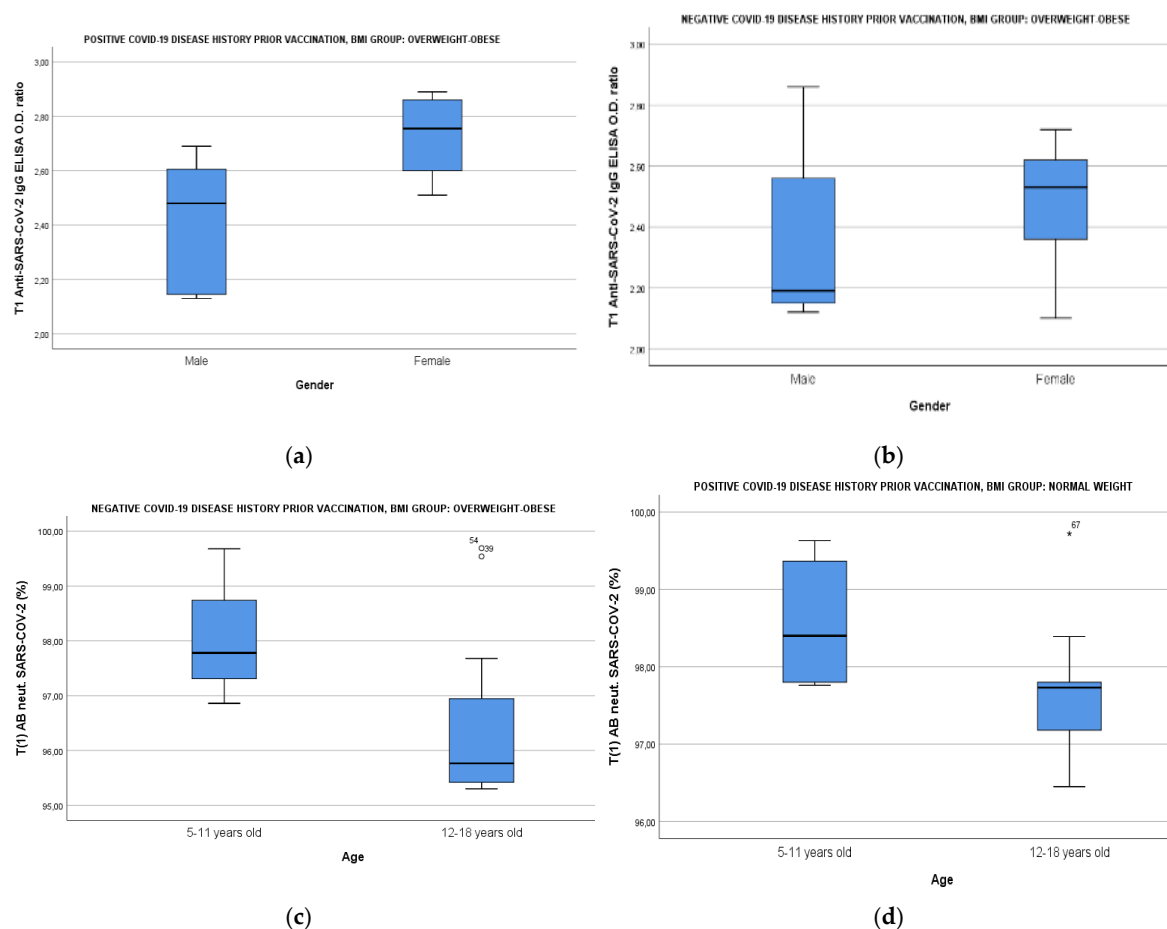 POSITIVE COVID-19 DISEASE HISTORY PRIOR VACCINATION, BMI GROUP: OVERWEIGHT-OBESE
T1 Anti-SARS-CoV-2 IgG ELISA O.D. ratio
3,00
2,80
2,60
2,40
2,20
2,00
Male
Female
Gender
(a)
NEGATIVE COVID-19 DISEASE HISTORY PRIOR VACCINATION, BMI GROUP: OVERWEIGHT-OBESE
T1 Anti-SARS-CoV-2 IgG ELISA O.D. ratio
3,00
2,80
2,60
2,40
2,20
2,00
Male
Female
Gender
(b)
NEGATIVE COVID-19 DISEASE HISTORY PRIOR VACCINATION, BMI GROUP: OVERWEIGHT-OBESE
T(1) AB neut. SARS-COV-2 (%)
100,00
99,00
98,00
97,00
96,00
95,00
54
39
5-11 years old
12-18 years old
Age
(c)
POSITIVE COVID-19 DISEASE HISTORY PRIOR VACCINATION, BMI GROUP: NORMAL WEIGHT
T(1) AB neut. SARS-COV-2 (%)
100,00
99,00
98,00
97,00
96,00
67
*
5-11 years old
12-18 years old
Age
(d)